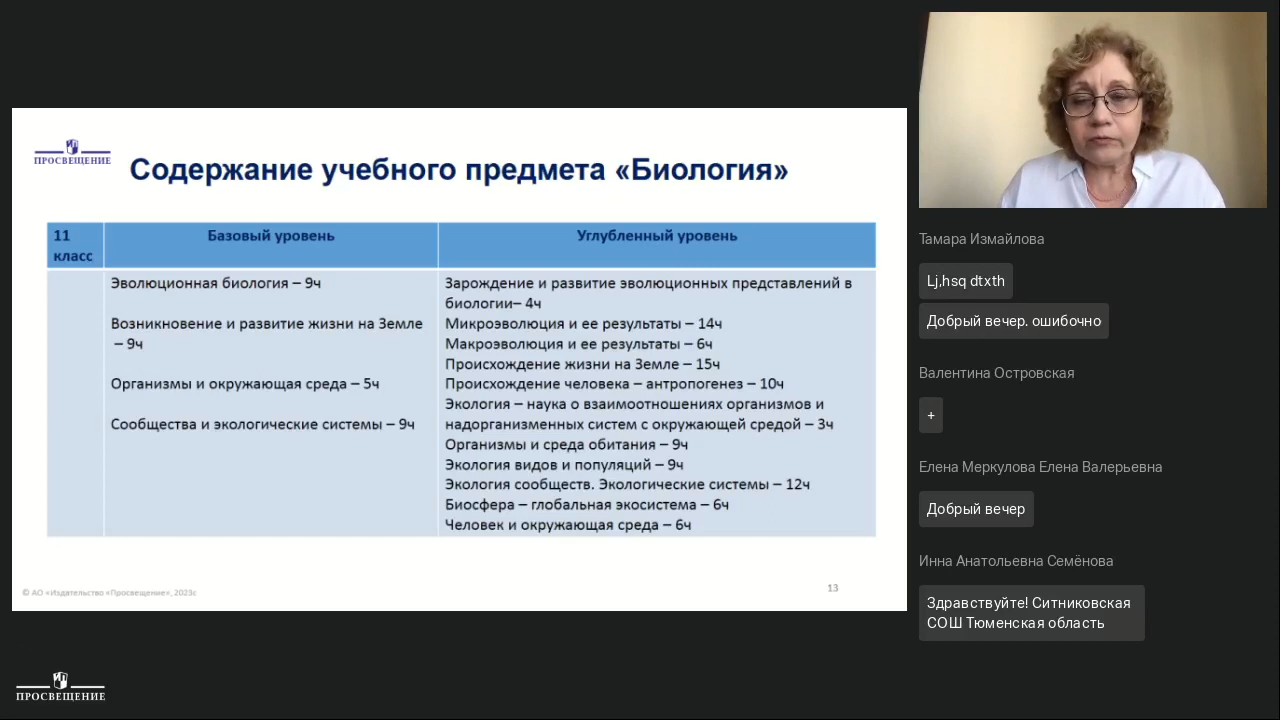 ПРОСВЕЩЕНИЕ
Содержание учебного предмета «Биология»
11 класс
Базовый уровень
Углубленный уровень
Эволюционная биология – 9ч
Возникновение и развитие жизни на Земле
– 9ч
Организмы и окружающая среда – 5ч
Сообщества и экологические системы – 9ч
Зарождение и развитие эволюционных представлений в
биологии– 4ч
Микроэволюция и ее результаты – 14ч
Макроэволюция и ее результаты – 6ч
Происхождение жизни на Земле – 15ч
Происхождение человека – антропогенез – 10ч
Экология – наука о взаимоотношениях организмов и
надорганизменных систем с окружающей средой – 3ч
Организмы и среда обитания – 9ч
Экология видов и популяций – 9ч
Экология сообществ. Экологические системы – 12ч
Биосфера – глобальная экосистема – 6ч
Человек и окружающая среда – 6ч
© АО «Издательство «Просвещение», 2023г
13
ПРОСВЕЩЕНИЕ
Тамара Измайлова
Lj,hsq dtxth
Добрый вечер. ошибочно
Валентина Островская
+
Елена Меркулова Елена Валерьевна
Добрый вечер
Инна Анатольевна Семёнова
Здравствуйте! Ситниковская
СОШ Тюменская область